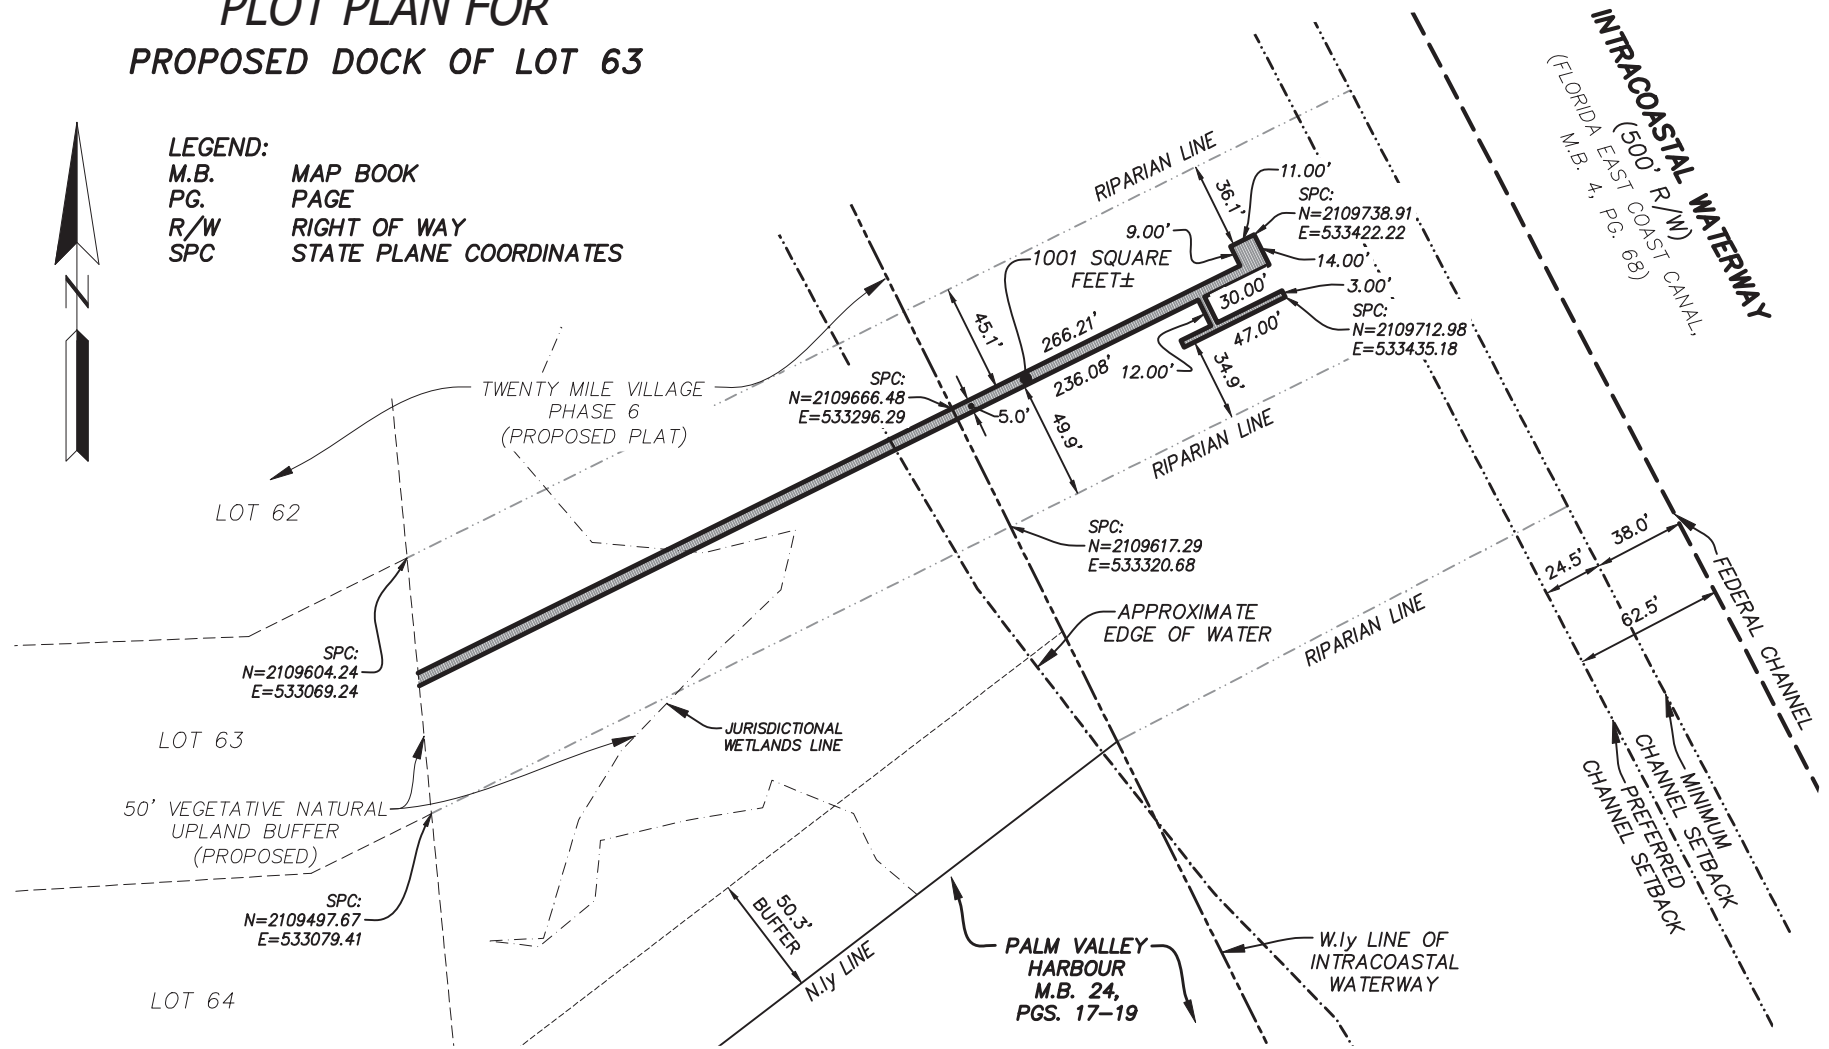 PLOT PLAN FOR
PROPOSED DOCK OF LOT 63
N
LEGEND:
M.B. MAP BOOK
PG. PAGE
R/W RIGHT OF WAY
SPC STATE PLANE COORDINATES
INTRACOASTAL WATERWAY
(500' R/W)
(FLORIDA EAST COAST CANAL,
M.B. 4, PG. 68)
RIPARIAN LINE
36.1'
11.00'
SPC:
N=2109738.91
E=533422.22
9.00'
14.00'
1001 SQUARE
FEET±
30.00'
3.00'
SPC:
N=2109712.98
E=533435.18
47.00'
12.00'
34.9'
45.1'
266.21'
236.08'
5.0'
49.9'
SPC:
N=2109666.48
E=533296.29
TWENTY MILE VILLAGE
PHASE 6
(PROPOSED PLAT)
RIPARIAN LINE
LOT 62
SPC:
N=2109617.29
E=533320.68
24.5'
38.0'
62.5'
FEDERAL CHANNEL
APPROXIMATE
EDGE OF WATER
RIPARIAN LINE
SPC:
N=2109604.24
E=533069.24
LOT 63
JURISDICTIONAL
WETLANDS LINE
50' VEGETATIVE NATURAL
UPLAND BUFFER
(PROPOSED)
MINIMUM
CHANNEL SETBACK
PREFERRED
CHANNEL SETBACK
SPC:
N=2109497.67
E=533079.41
50.3'
BUFFER
N.ly LINE
PALM VALLEY
HARBOUR
M.B. 24,
PGS. 17-19
W.ly LINE OF
INTRACOASTAL
WATERWAY
LOT 64